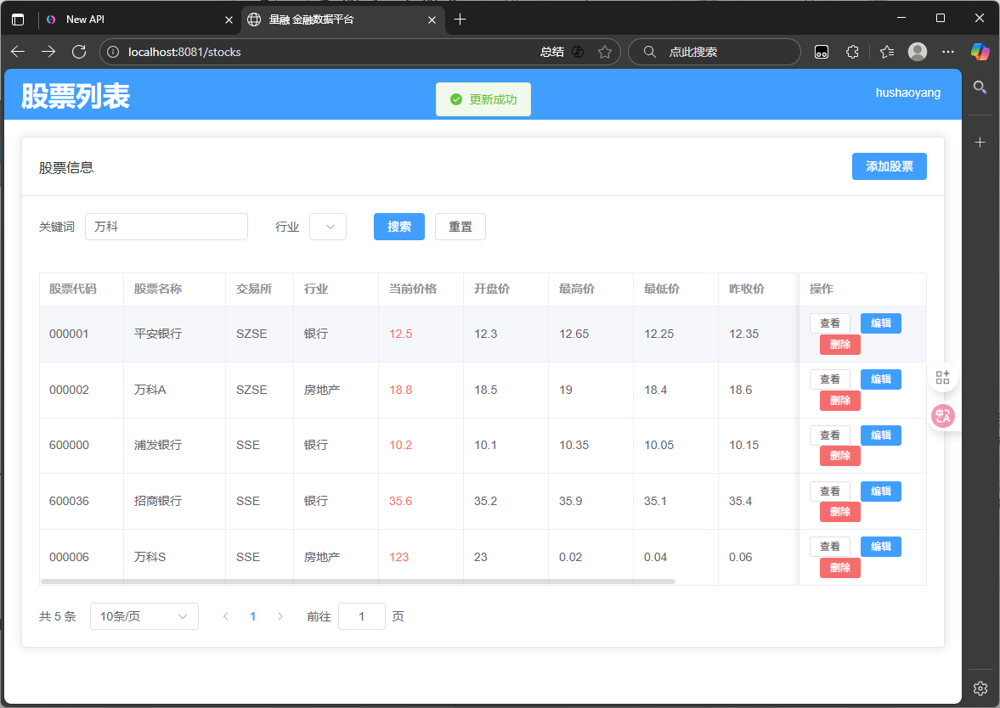 New API
量融 金融数据平台
localhost:8081/stocks
总结
点此搜索
股票列表
更新成功
hushaoyang
股票信息
添加股票
关键词 万科 行业 搜索 重置
股票代码 股票名称 交易所 行业 当前价格 开盘价 最高价 最低价 昨收价 操作
000001 平安银行 SZSE 银行 12.5 12.3 12.65 12.25 12.35 查看 编辑
删除
000002 万科A SZSE 房地产 18.8 18.5 19 18.4 18.6 查看 编辑
删除
600000 浦发银行 SSE 银行 10.2 10.1 10.35 10.05 10.15 查看 编辑
删除
600036 招商银行 SSE 银行 35.6 35.2 35.9 35.1 35.4 查看 编辑
删除
000006 万科S SSE 房地产 123 23 0.02 0.04 0.06 查看 编辑
删除
共 5 条 10条/页 1 前往 1 页